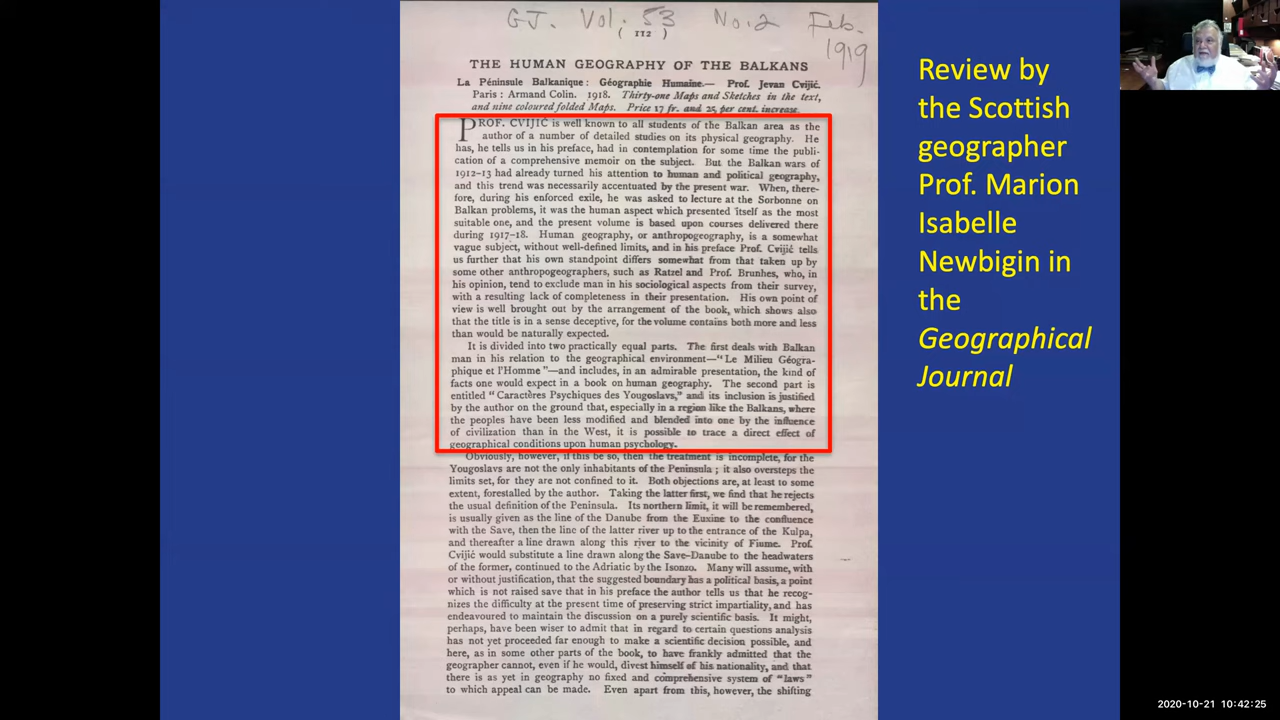 GJ. Vol. 53 No. 2 Feb. 1919
( 112 )
THE HUMAN GEOGRAPHY OF THE BALKANS
La Péninsule Balkanique: Géographie Humaine.— Prof. Jevan Cvijić.
Paris: Armand Colin. 1918. Thirty-one Maps and Sketches in the text,
and nine coloured folded Maps. Price 17 fr. and 25 per cent. increase.
PROF. CVIJIĆ is well known to all students of the Balkan area as the
author of a number of detailed studies on its physical geography. He
has, he tells us in his preface, had in contemplation for some time the publi-
cation of a comprehensive memoir on the subject. But the Balkan wars of
1912-13 had already turned his attention to human and political geography,
and this trend was necessarily accentuated by the present war. When, there-
fore, during his enforced exile, he was asked to lecture at the Sorbonne on
Balkan problems, it was the human aspect which presented itself as the most
suitable one, and the present volume is based upon courses delivered there
during 1917-18. Human geography, or anthropogeography, is a somewhat
vague subject, without well-defined limits, and in his preface Prof. Cvijić tells
us further that his own standpoint differs somewhat from that taken up by
some other anthropogeographers, such as Ratzel and Prof. Brunhes, who, in
his opinion, tend to exclude man in his sociological aspects from their survey,
with a resulting lack of completeness in their presentation. His own point of
view is well brought out by the arrangement of the book, which shows also
that the title is in a sense deceptive, for the volume contains both more and less
than would be naturally expected.
It is divided into two practically equal parts. The first deals with Balkan
man in his relation to the geographical environment—"Le Milieu Géogra-
phique et l'Homme"—and includes, in an admirable presentation, the kind of
facts one would expect in a book on human geography. The second part is
entitled "Caractères Psychiques des Yougoslavs," and its inclusion is justified
by the author on the ground that, especially in a region like the Balkans, where
the peoples have been less modified and blended into one by the influence
of civilization than in the West, it is possible to trace a direct effect of
geographical conditions upon human psychology.
Obviously, however, if this be so, then the treatment is incomplete, for the
Yougoslavs are not the only inhabitants of the Peninsula; it also oversteps the
limits set, for they are not confined to it. Both objections are, at least to some
extent, forestalled by the author. Taking the latter first, we find that he rejects
the usual definition of the Peninsula. Its northern limit, it will be remembered,
is usually given as the line of the Danube from the Euxine to the confluence
with the Save, then the line of the latter river up to the entrance of the Kulpa,
and thereafter a line drawn along this river to the vicinity of Fiume. Prof.
Cvijić would substitute a line drawn along the Save-Danube to the headwaters
of the former, continued to the Adriatic by the Isonzo. Many will assume, with
or without justification, that the suggested boundary has a political basis, a point
which is not raised save that in his preface the author tells us that he recog-
nizes the difficulty at the present time of preserving strict impartiality, and has
endeavoured to maintain the discussion on a purely scientific basis. It might,
perhaps, have been wiser to admit that in regard to certain questions analysis
has not yet proceeded far enough to make a scientific decision possible, and
here, as in some other parts of the book, to have frankly admitted that the
geographer cannot, even if he would, divest himself of his nationality, and that
there is as yet in geography no fixed and comprehensive system of "laws"
to which appeal can be made. Even apart from this, however, the shifting
Review by
the Scottish
geographer
Prof. Marion
Isabelle
Newbigin in
the
Geographical
Journal
2020-10-21 10:42:25